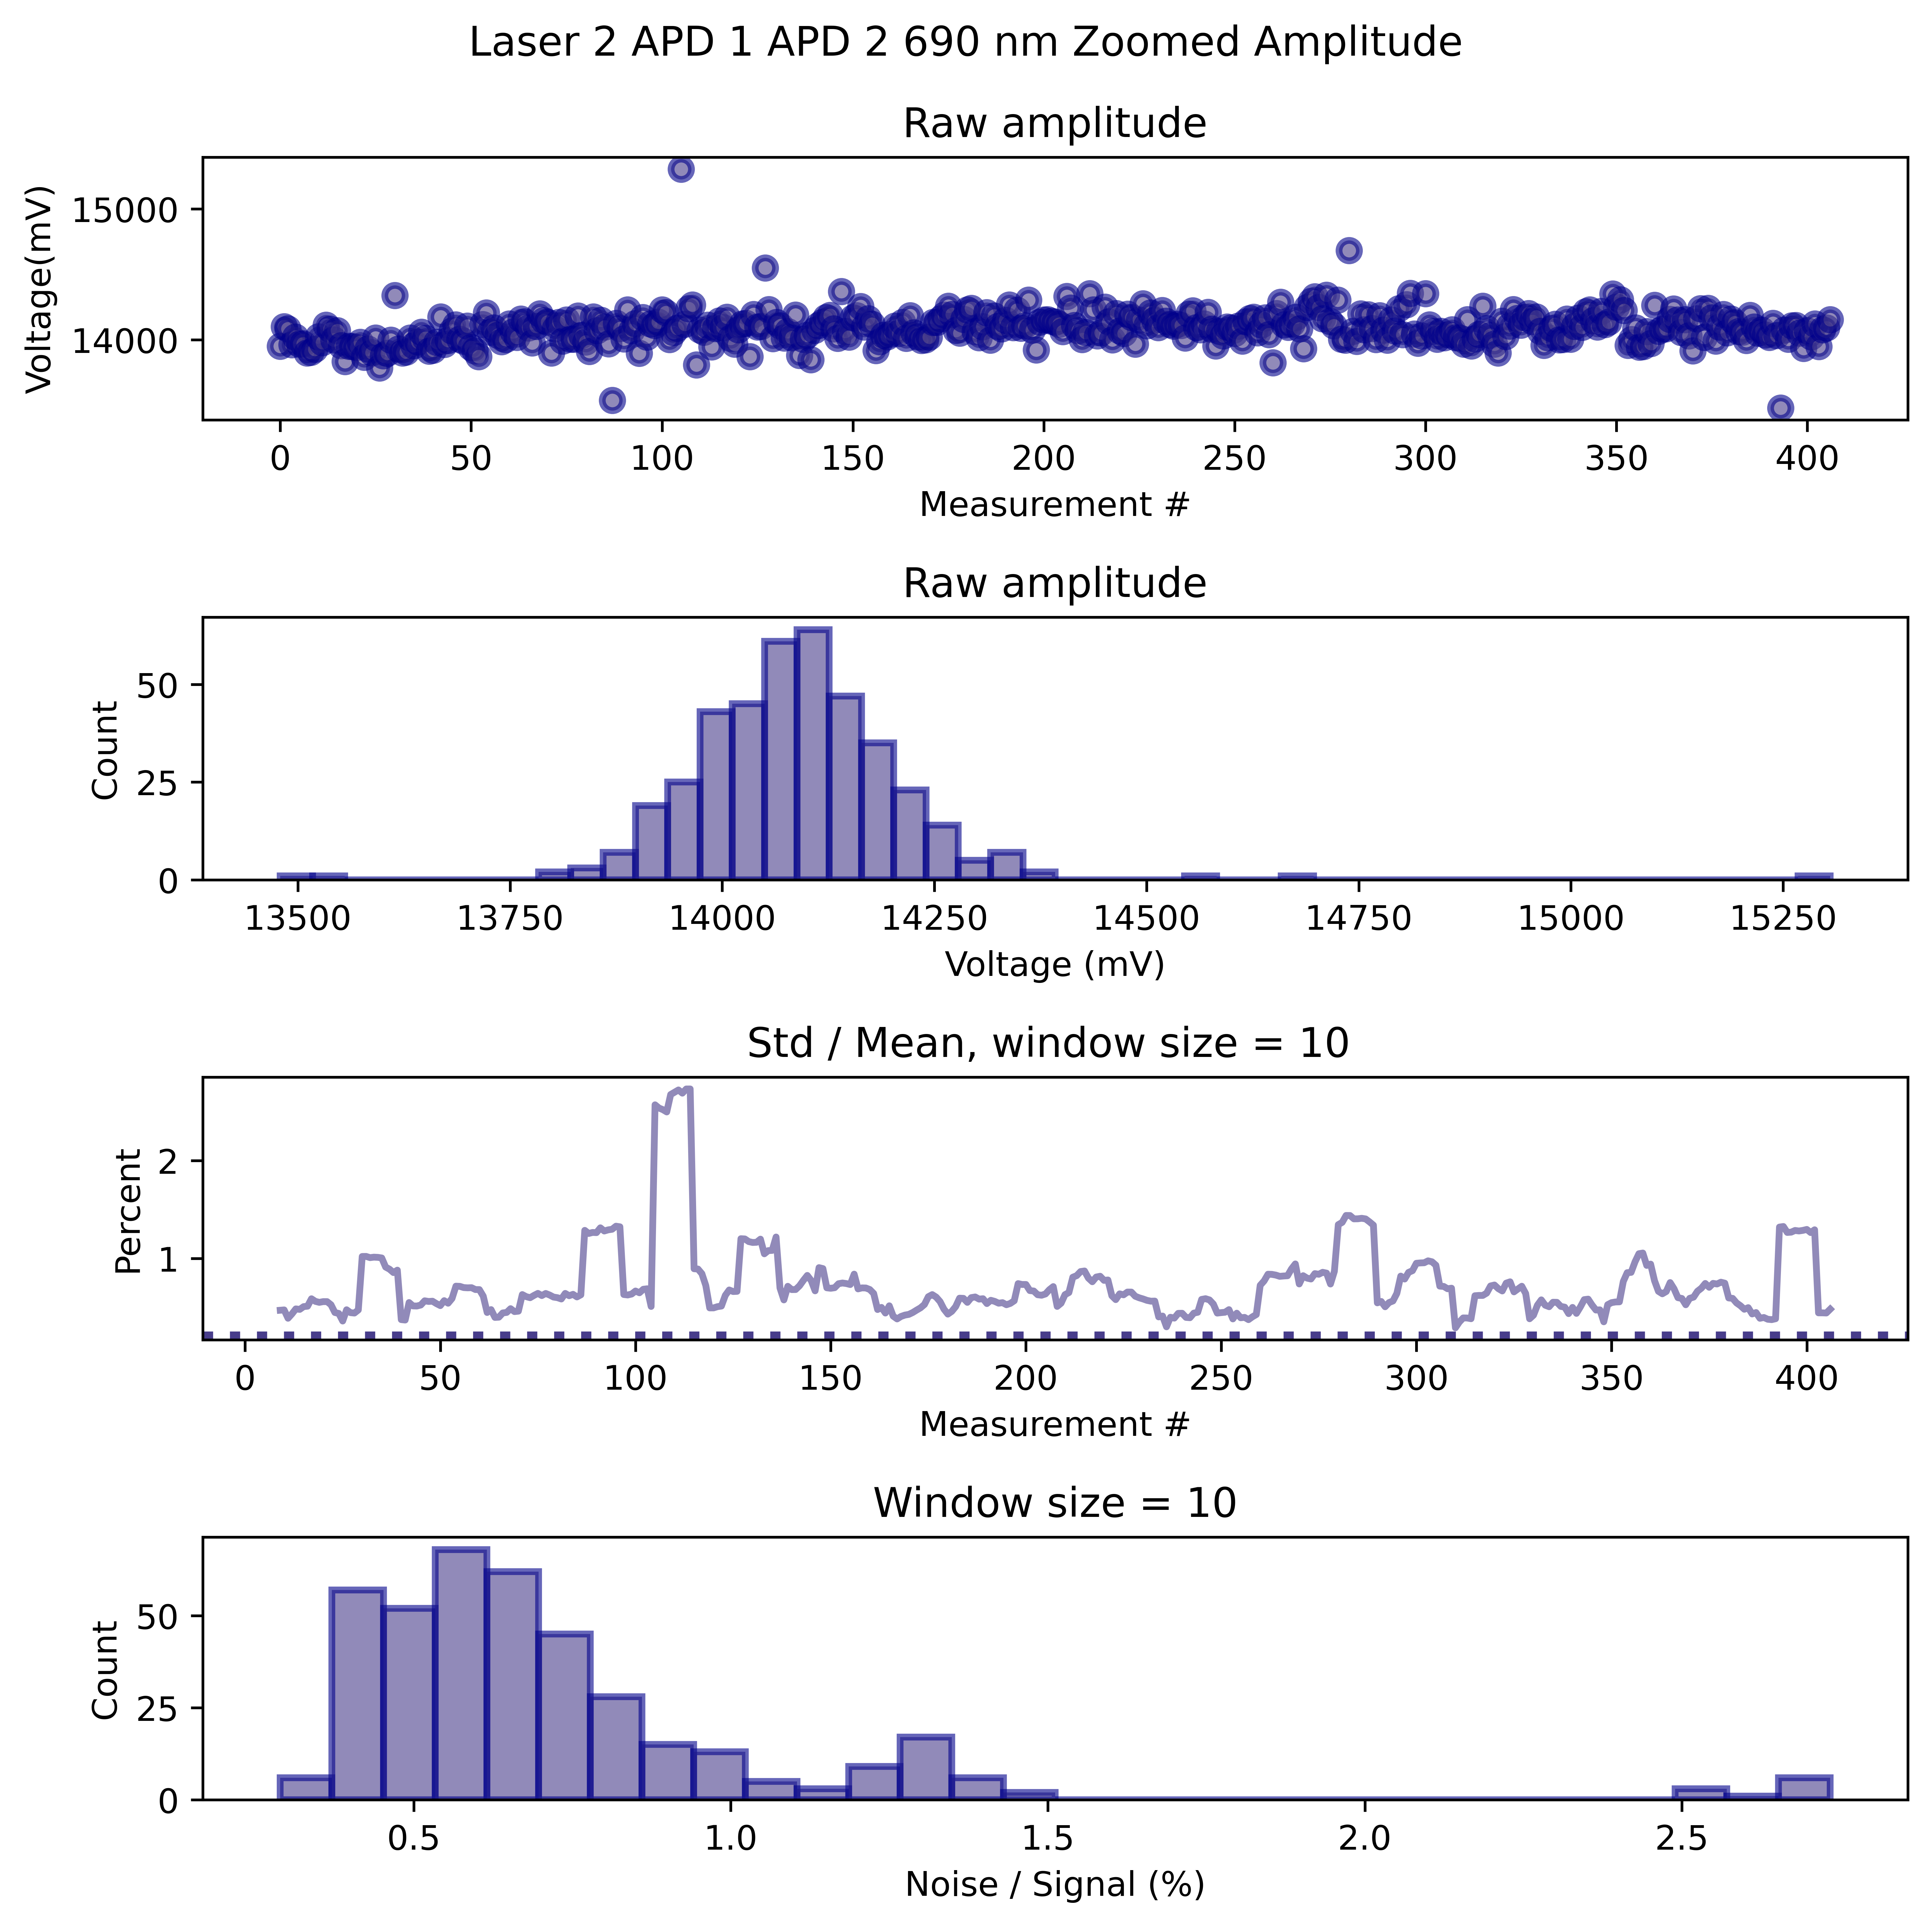 Laser 2 APD 1 APD 2 690 nm Zoomed Amplitude
Raw amplitude
Voltage(mV)
15000
14000
0 50 100 150 200 250 300 350 400
Measurement #
Raw amplitude
Count
50
25
0
13500 13750 14000 14250 14500 14750 15000 15250
Voltage (mV)
Std / Mean, window size = 10
Percent
2
1
0 50 100 150 200 250 300 350 400
Measurement #
Window size = 10
Count
50
25
0
0.5 1.0 1.5 2.0 2.5
Noise / Signal (%)